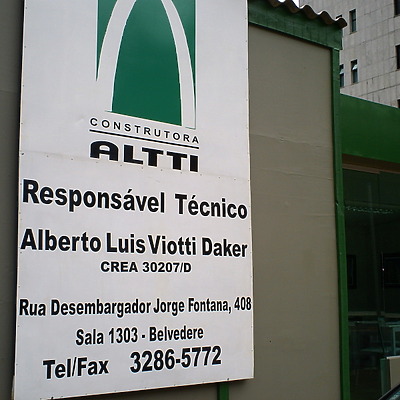 CONSTRUTORA
ALTTI
Responsável Técnico
Alberto Luis Viotti Daker
CREA 30207/D
Rua Desembargador Jorge Fontana, 408
Sala 1303 - Belvedere
Tel/Fax 3286-5772